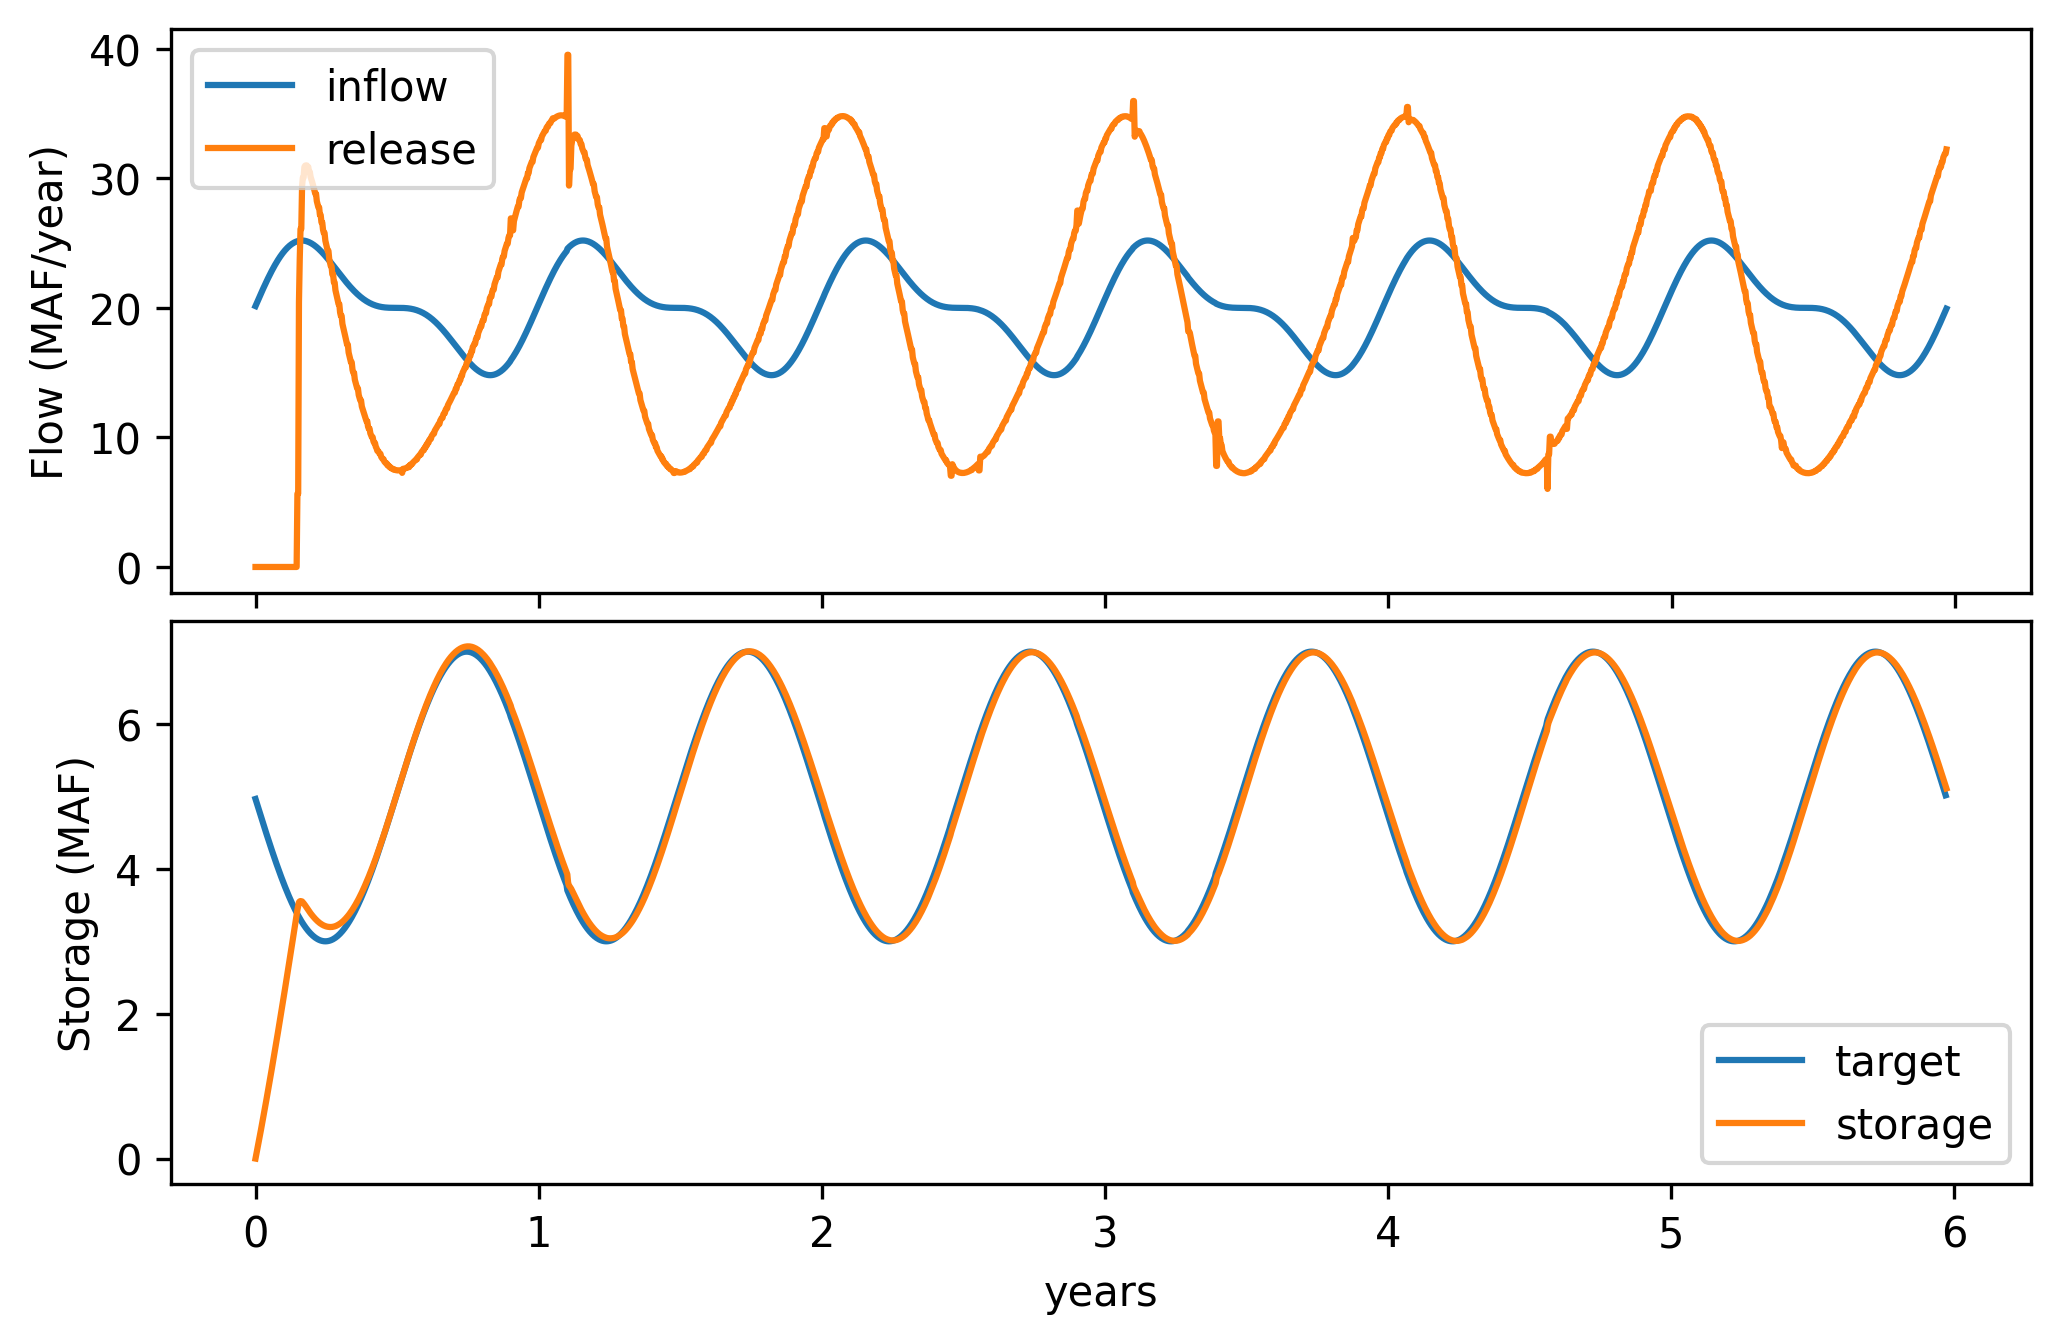 Flow (MAF/year)
40
30
20
10
0
inflow
release
Storage (MAF)
6
4
2
0
target
storage
0 1 2 3 4 5 6
years